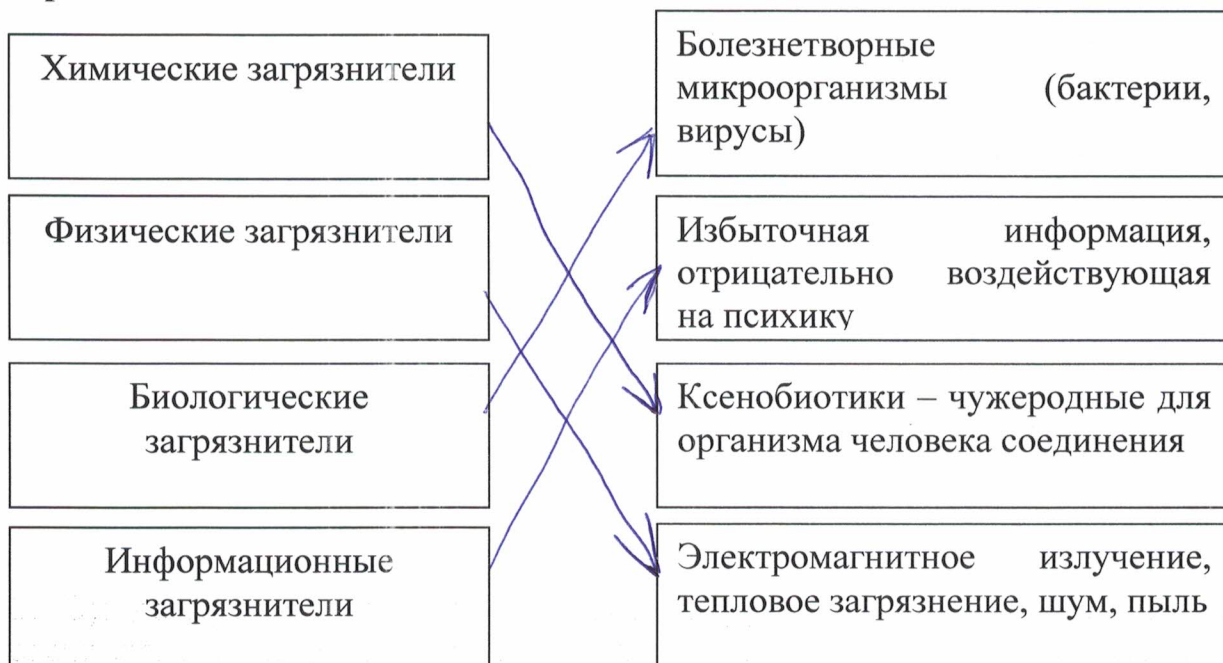 Химические загрязнители
Физические загрязнители
Биологические
загрязнители
Информационные
загрязнители
Болезнетворные
микроорганизмы (бактерии,
вирусы)
Избыточная информация,
отрицательно воздействующая
на психику
Ксенобиотики – чужеродные для
организма человека соединения
Электромагнитное излучение,
тепловое загрязнение, шум, пыль